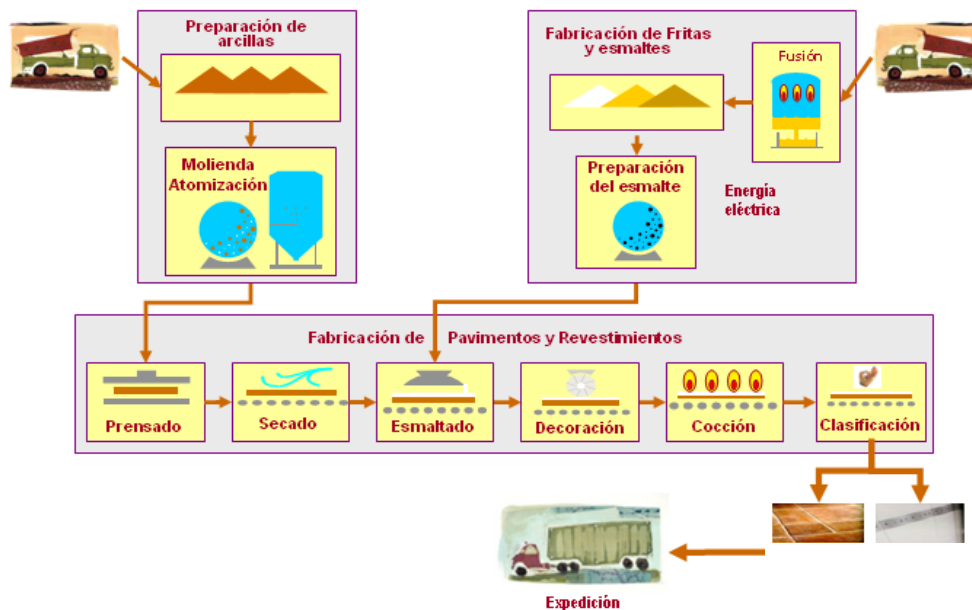 Preparación de
arcillas
Molienda
Atomización
Fabricación de Fritas
y esmaltes
Fusión
Preparación
del esmalte
Energía
eléctrica
Fabricación de Pavimentos y Revestimientos
Prensado
Secado
Esmaltado
Decoración
Cocción
Clasificación
Expedición